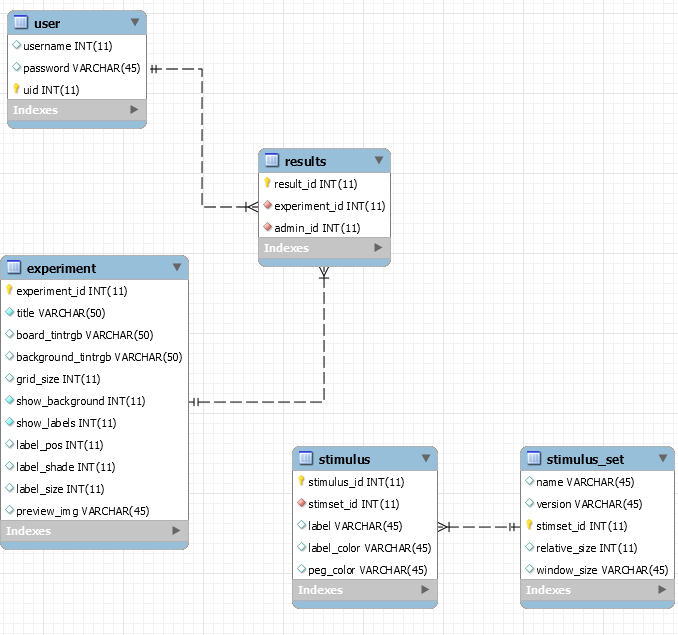 user
username INT(11)
password VARCHAR(45)
uid INT(11)
Indexes
results
result_id INT(11)
experiment_id INT(11)
admin_id INT(11)
Indexes
experiment
experiment_id INT(11)
title VARCHAR(50)
board_tintrgb VARCHAR(50)
background_tintrgb VARCHAR(50)
grid_size INT(11)
show_background INT(11)
show_labels INT(11)
label_pos INT(11)
label_shade INT(11)
label_size INT(11)
preview_img VARCHAR(45)
Indexes
stimulus
stimulus_id INT(11)
stimset_id INT(11)
label VARCHAR(45)
label_color VARCHAR(45)
peg_color VARCHAR(45)
Indexes
stimulus_set
name VARCHAR(45)
version VARCHAR(45)
stimset_id INT(11)
relative_size INT(11)
window_size VARCHAR(45)
Indexes